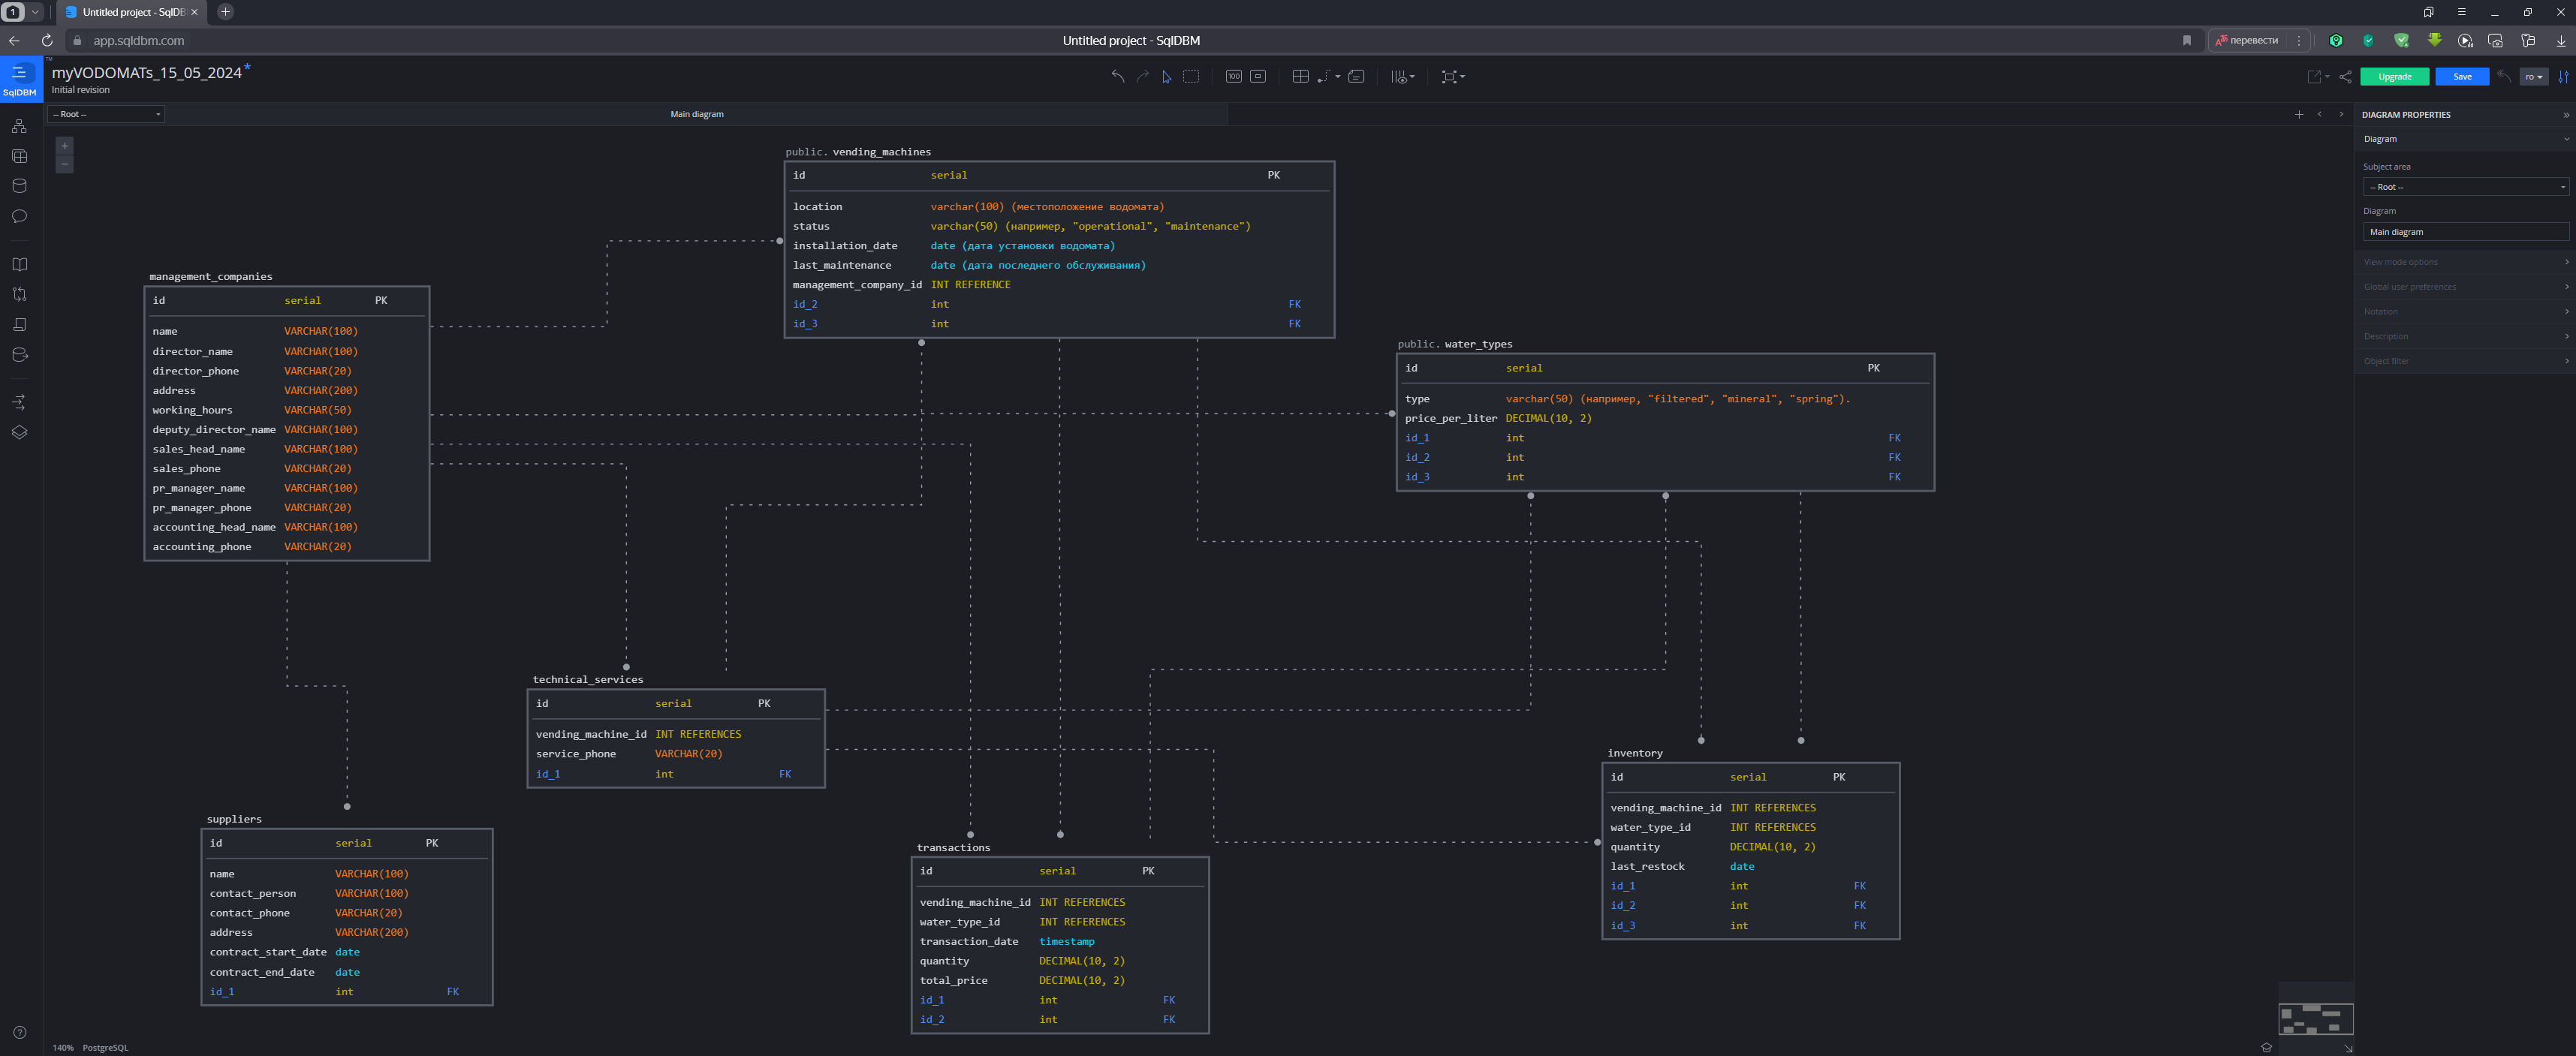 1
Untitled project - SqlDB
app.sqldbm.com
Untitled project - SqlDBM
перевести
SqlDBM
TM
myVODOMATs_15_05_2024*
Initial revision
100
Upgrade
Save
ro
-- Root --
Main diagram
DIAGRAM PROPERTIES
Diagram
Subject area
-- Root --
Diagram
Main diagram
View mode options
Global user preferences
Notation
Description
Object filter
public. vending_machines
id serial PK
location varchar(100) (местоположение водомата)
status varchar(50) (например, "operational", "maintenance")
installation_date date (дата установки водомата)
last_maintenance date (дата последнего обслуживания)
management_company_id INT REFERENCE
id_2 int FK
id_3 int FK
management_companies
id serial PK
name VARCHAR(100)
director_name VARCHAR(100)
director_phone VARCHAR(20)
address VARCHAR(200)
working_hours VARCHAR(50)
deputy_director_name VARCHAR(100)
sales_head_name VARCHAR(100)
sales_phone VARCHAR(20)
pr_manager_name VARCHAR(100)
pr_manager_phone VARCHAR(20)
accounting_head_name VARCHAR(100)
accounting_phone VARCHAR(20)
public. water_types
id serial PK
type varchar(50) (например, "filtered", "mineral", "spring").
price_per_liter DECIMAL(10, 2)
id_1 int FK
id_2 int FK
id_3 int FK
technical_services
id serial PK
vending_machine_id INT REFERENCES
service_phone VARCHAR(20)
id_1 int FK
inventory
id serial PK
vending_machine_id INT REFERENCES
water_type_id INT REFERENCES
quantity DECIMAL(10, 2)
last_restock date
id_1 int FK
id_2 int FK
id_3 int FK
suppliers
id serial PK
name VARCHAR(100)
contact_person VARCHAR(100)
contact_phone VARCHAR(20)
address VARCHAR(200)
contract_start_date date
contract_end_date date
id_1 int FK
transactions
id serial PK
vending_machine_id INT REFERENCES
water_type_id INT REFERENCES
transaction_date timestamp
quantity DECIMAL(10, 2)
total_price DECIMAL(10, 2)
id_1 int FK
id_2 int FK
140% PostgreSQL